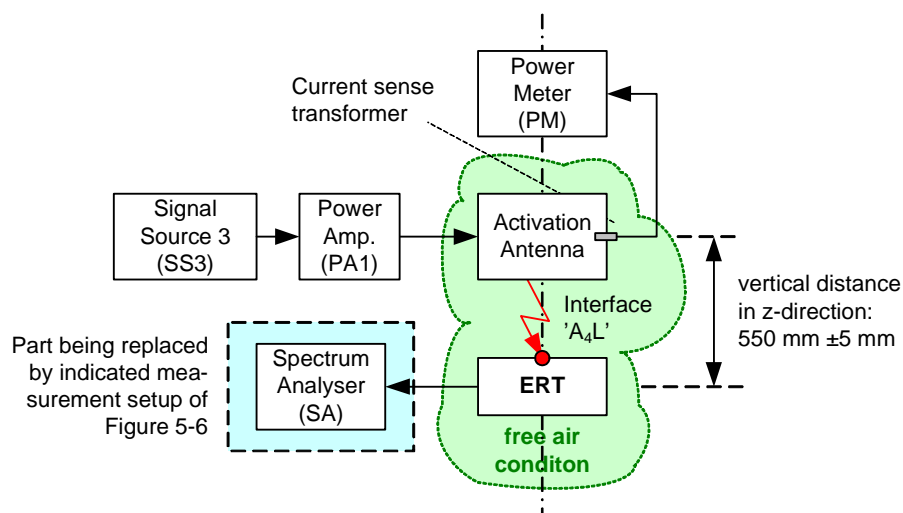 Current sense
transformer
Power
Meter
(PM)
Signal
Source 3
(SS3)
Power
Amp.
(PA1)
Activation
Antenna
Interface
'A₄L'
vertical distance
in z-direction:
550 mm ±5 mm
Part being replaced
by indicated mea-
surement setup of
Figure 5-6
Spectrum
Analyser
(SA)
ERT
free air
conditon